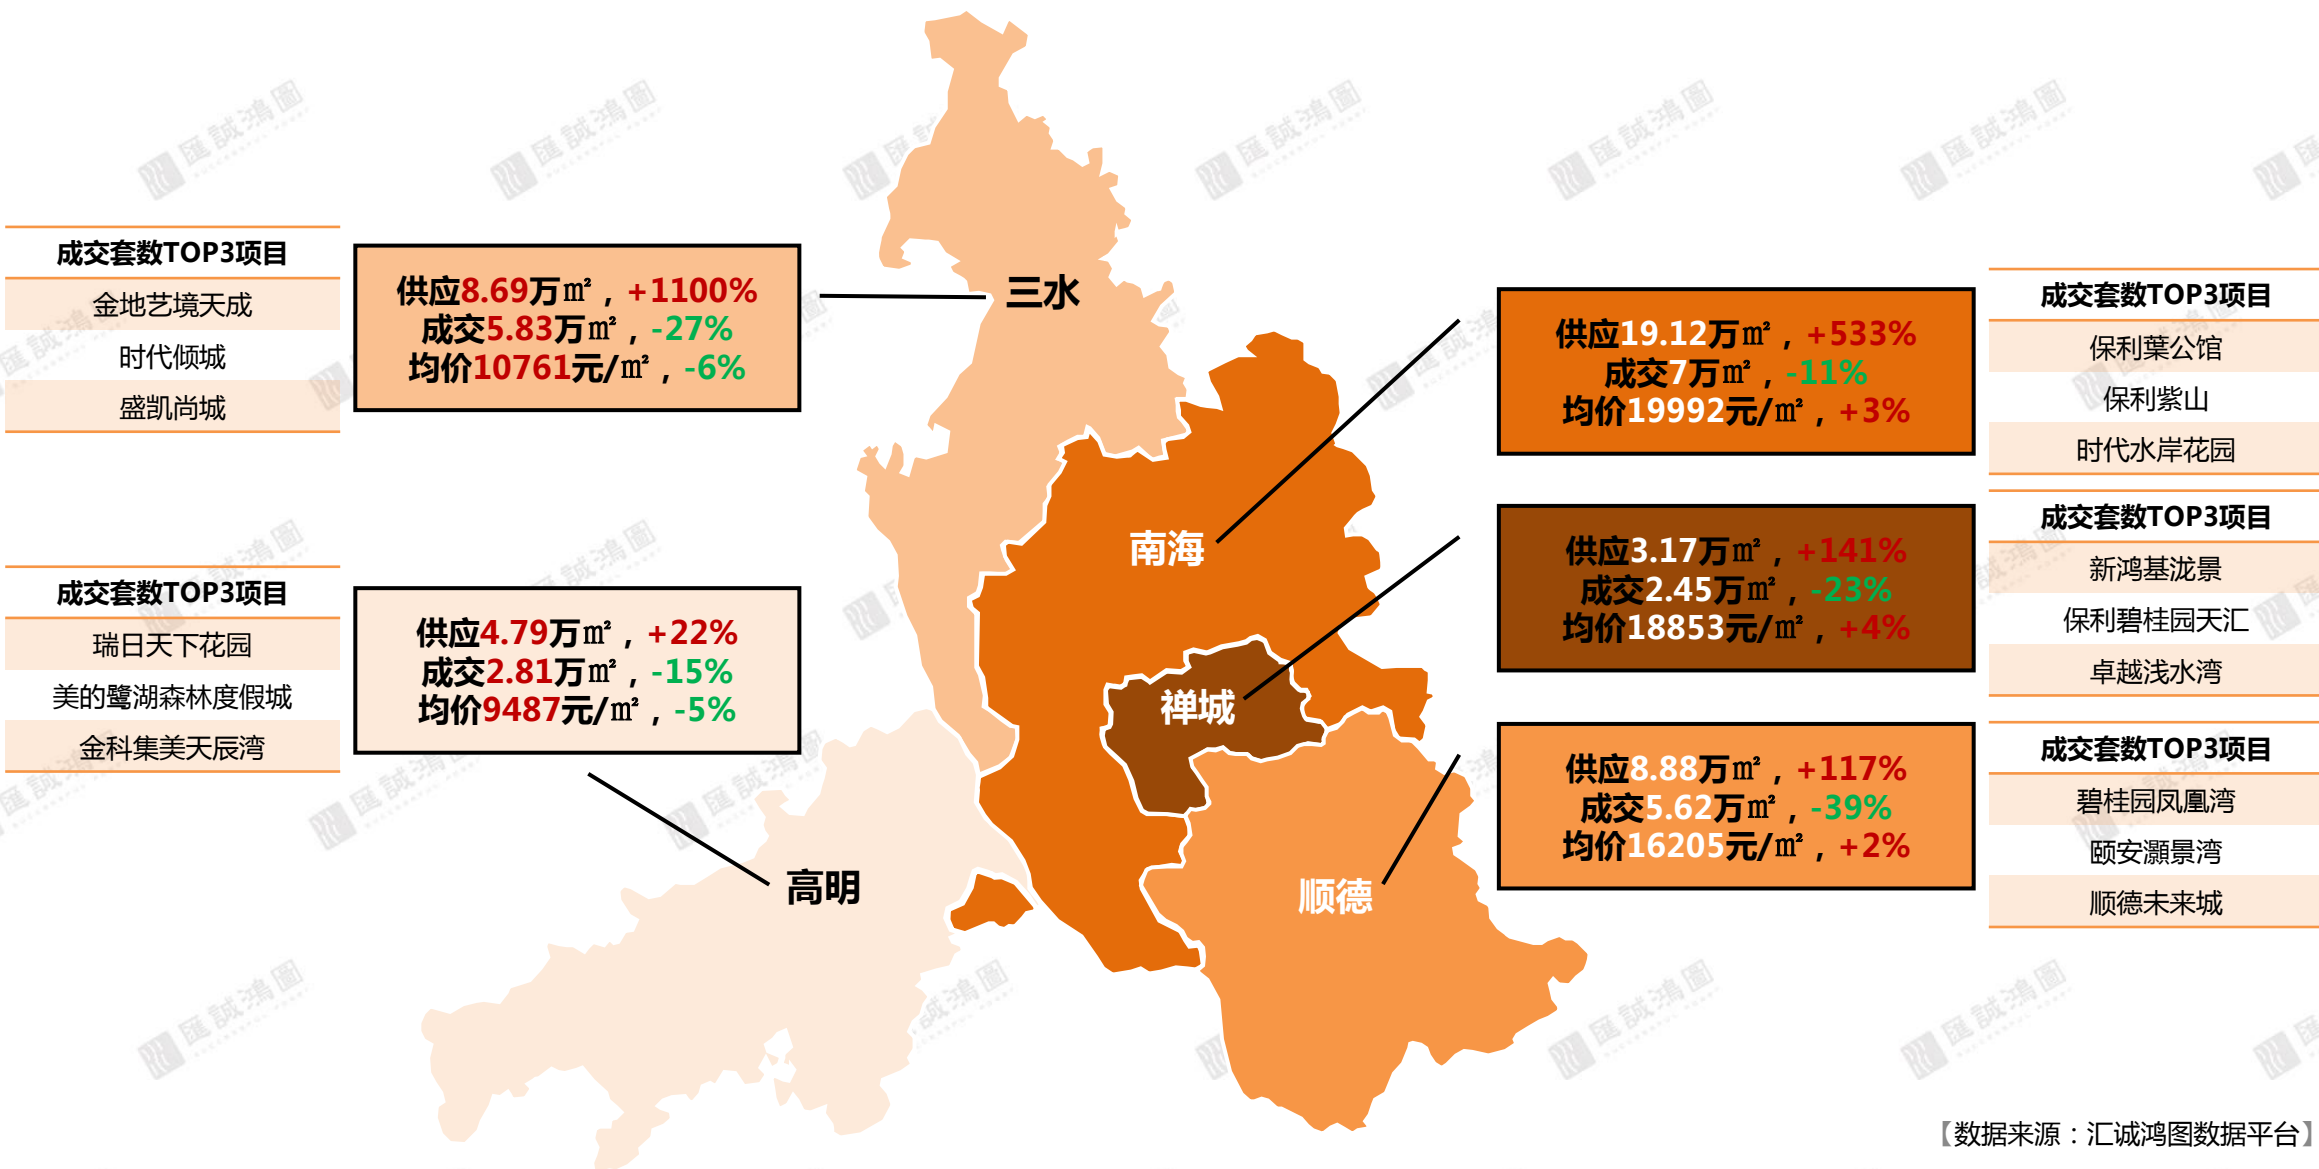 成交套数TOP3项目
金地艺境天成
时代倾城
盛凯尚城
供应8.69万㎡，+1100%
成交5.83万㎡，-27%
均价10761元/㎡，-6%
三水
成交套数TOP3项目
瑞日天下花园
美的鹭湖森林度假城
金科集美天辰湾
供应4.79万㎡，+22%
成交2.81万㎡，-15%
均价9487元/㎡，-5%
高明
南海
供应19.12万㎡，+533%
成交7万㎡，-11%
均价19992元/㎡，+3%
成交套数TOP3项目
保利葉公馆
保利紫山
时代水岸花园
禅城
供应3.17万㎡，+141%
成交2.45万㎡，-23%
均价18853元/㎡，+4%
成交套数TOP3项目
新鸿基泷景
保利碧桂园天汇
卓越浅水湾
顺德
供应8.88万㎡，+117%
成交5.62万㎡，-39%
均价16205元/㎡，+2%
成交套数TOP3项目
碧桂园凤凰湾
颐安灏景湾
顺德未来城
【数据来源：汇诚鸿图数据平台】
匯誠鴻圖